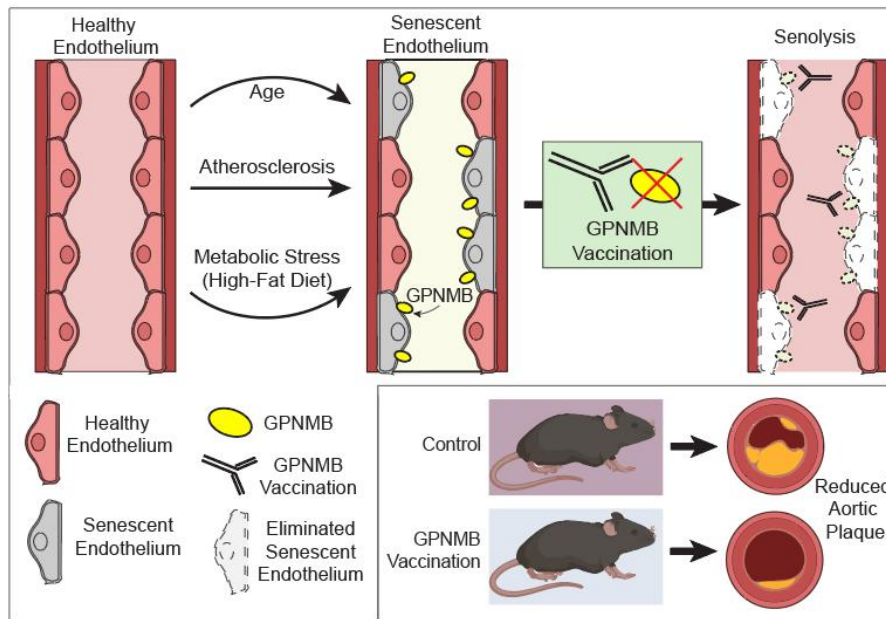 Healthy
Endothelium
Senescent
Endothelium
Senolysis
Age
Atherosclerosis
Metabolic Stress
(High-Fat Diet)
GPNMB
GPNMB
Vaccination
Healthy
Endothelium
GPNMB
GPNMB
Vaccination
Senescent
Endothelium
Eliminated
Senescent
Endothelium
Control
GPNMB
Vaccination
Reduced
Aortic
Plaque